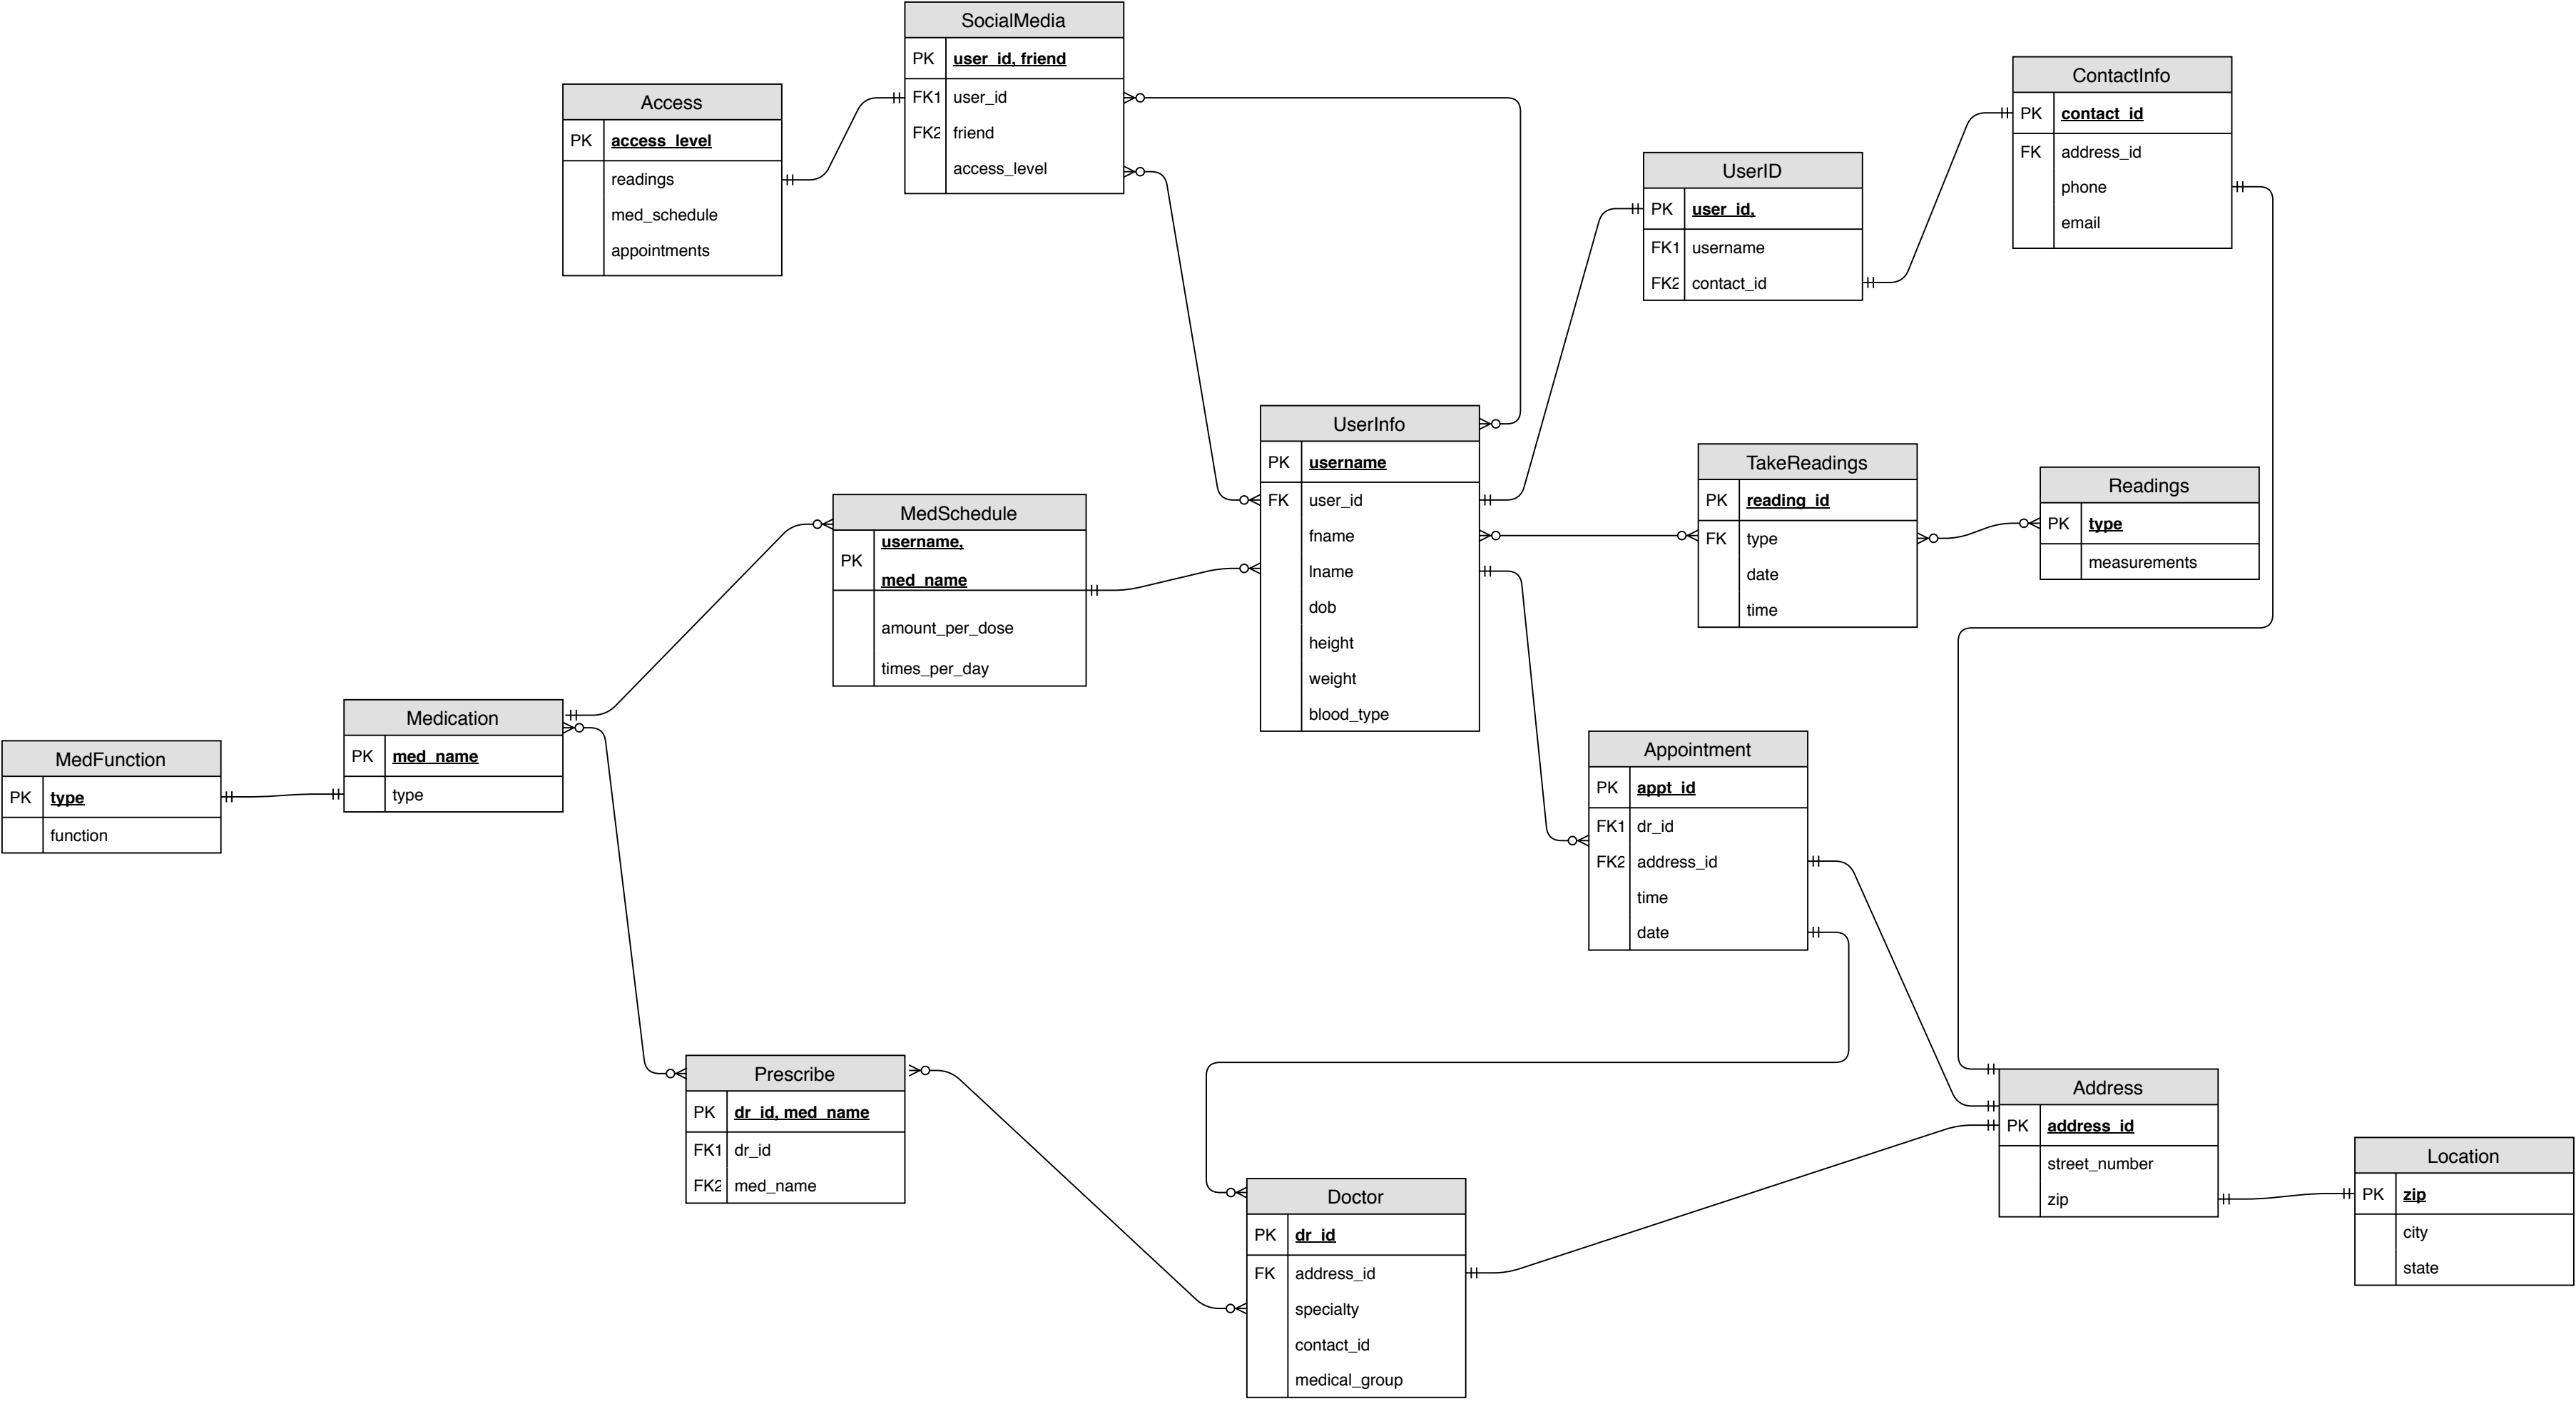 SocialMedia
PK user_id, friend
FK1 user_id
FK2 friend
access_level
Access
PK access_level
readings
med_schedule
appointments
ContactInfo
PK contact_id
FK address_id
phone
email
UserID
PK user_id,
FK1 username
FK2 contact_id
UserInfo
PK username
FK user_id
fname
lname
dob
height
weight
blood_type
TakeReadings
PK reading_id
FK type
date
time
Readings
PK type
measurements
MedSchedule
username,
PK
med_name
amount_per_dose
times_per_day
Medication
PK med_name
type
MedFunction
PK type
function
Appointment
PK appt_id
FK1 dr_id
FK2 address_id
time
date
Prescribe
PK dr_id, med_name
FK1 dr_id
FK2 med_name
Doctor
PK dr_id
FK address_id
specialty
contact_id
medical_group
Address
PK address_id
street_number
zip
Location
PK zip
city
state